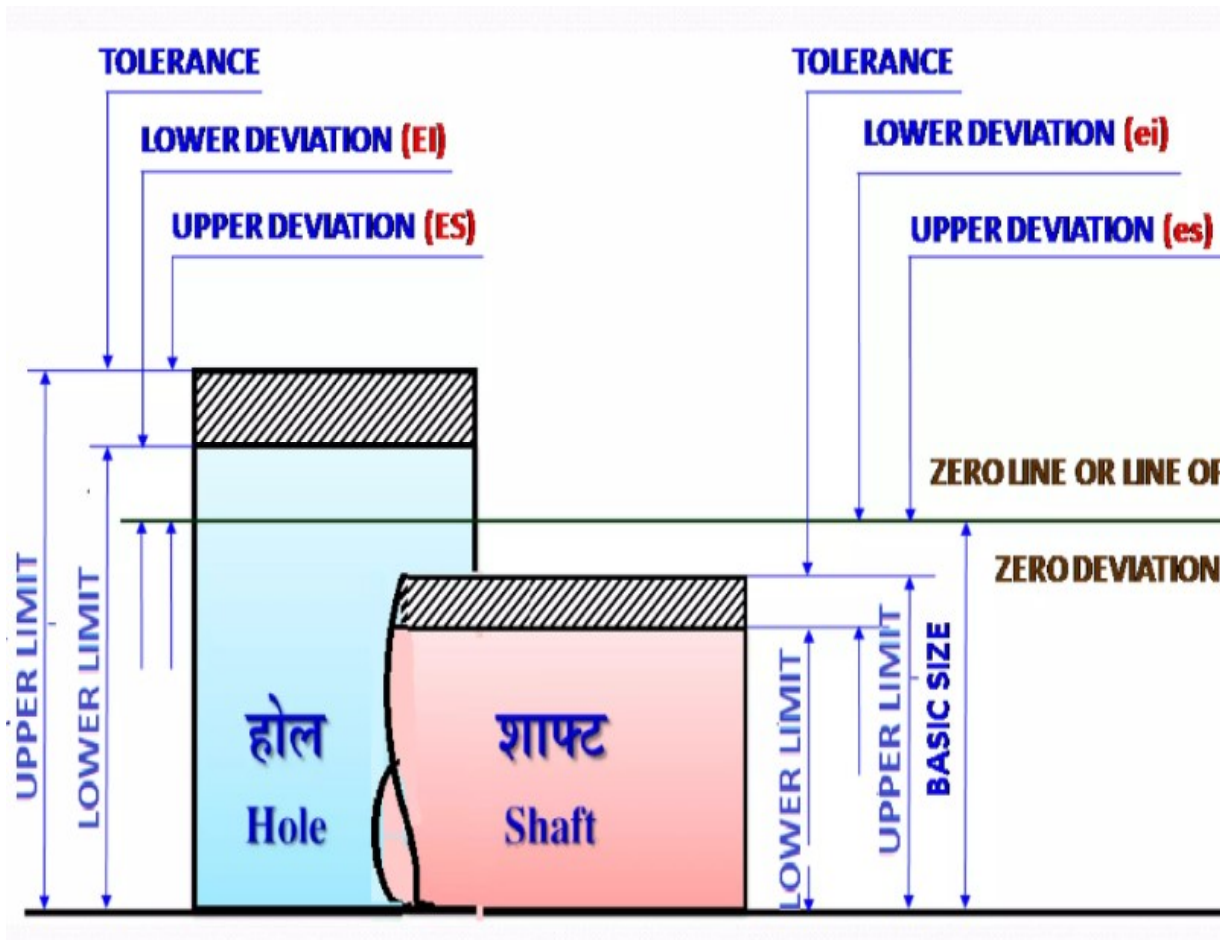 TOLERANCE
LOWER DEVIATION (EI)
UPPER DEVIATION (ES)
TOLERANCE
LOWER DEVIATION (ei)
UPPER DEVIATION (es)
ZERO LINE OR LINE OF
ZERO DEVIATION
UPPER LIMIT
LOWER LIMIT
होल
Hole
शाफ्ट
Shaft
LOWER LIMIT
UPPER LIMIT
BASIC SIZE